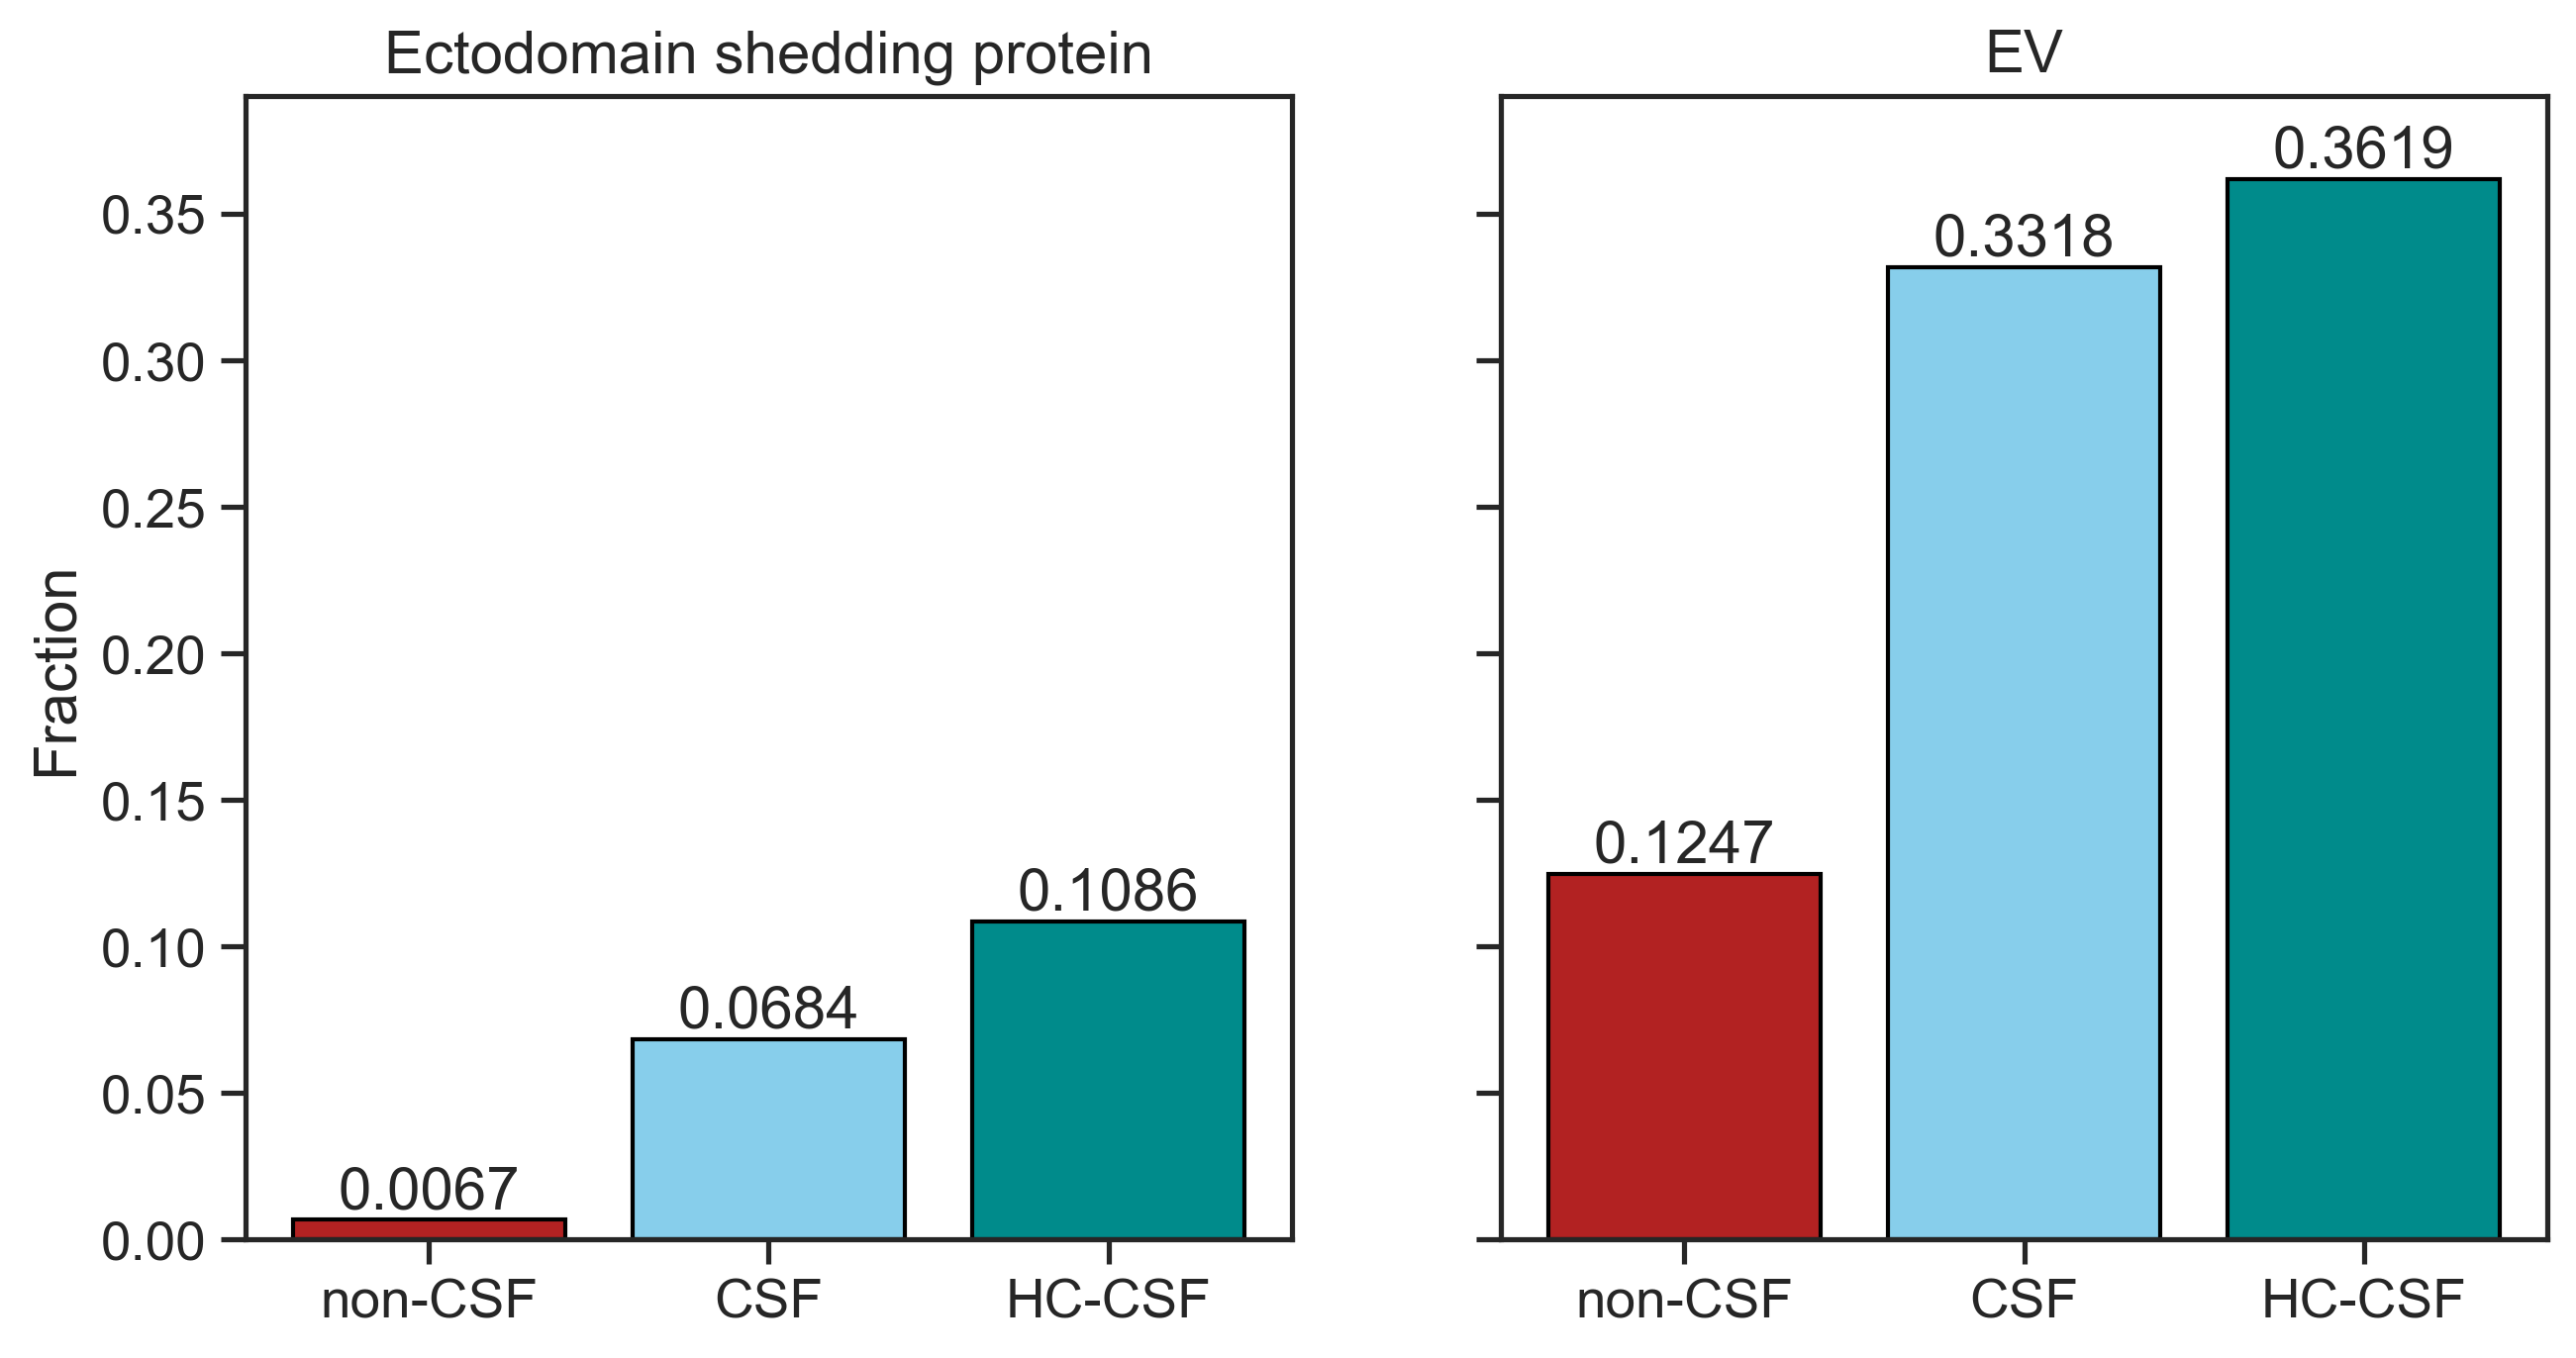 Ectodomain shedding protein
EV
Fraction
0.35
0.30
0.25
0.20
0.15
0.10
0.05
0.00
0.0067
0.0684
0.1086
0.1247
0.3318
0.3619
non-CSF
CSF
HC-CSF
non-CSF
CSF
HC-CSF